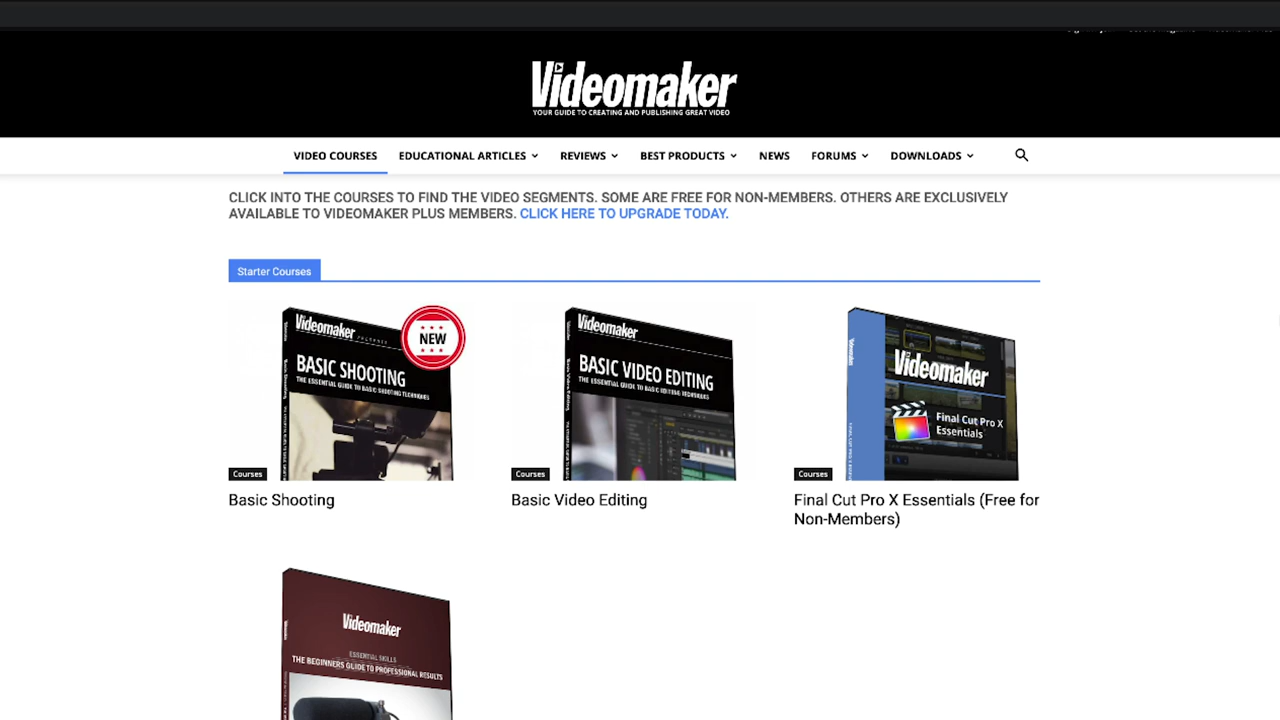 Videomaker
YOUR GUIDE TO CREATING AND PUBLISHING GREAT VIDEO
VIDEO COURSES EDUCATIONAL ARTICLES REVIEWS BEST PRODUCTS NEWS FORUMS DOWNLOADS
CLICK INTO THE COURSES TO FIND THE VIDEO SEGMENTS. SOME ARE FREE FOR NON-MEMBERS. OTHERS ARE EXCLUSIVELY
AVAILABLE TO VIDEOMAKER PLUS MEMBERS. CLICK HERE TO UPGRADE TODAY.
Starter Courses
Videomaker
NEW
BASIC SHOOTING
THE ESSENTIAL GUIDE TO BASIC SHOOTING TECHNIQUES
Courses
Basic Shooting
Videomaker
BASIC VIDEO EDITING
THE ESSENTIAL GUIDE TO BASIC EDITING TECHNIQUES
Courses
Basic Video Editing
Videomaker
Final Cut Pro X
Essentials
Courses
Final Cut Pro X Essentials (Free for
Non-Members)
Videomaker
ESSENTIAL SKILLS
THE BEGINNERS GUIDE TO PROFESSIONAL RESULTS